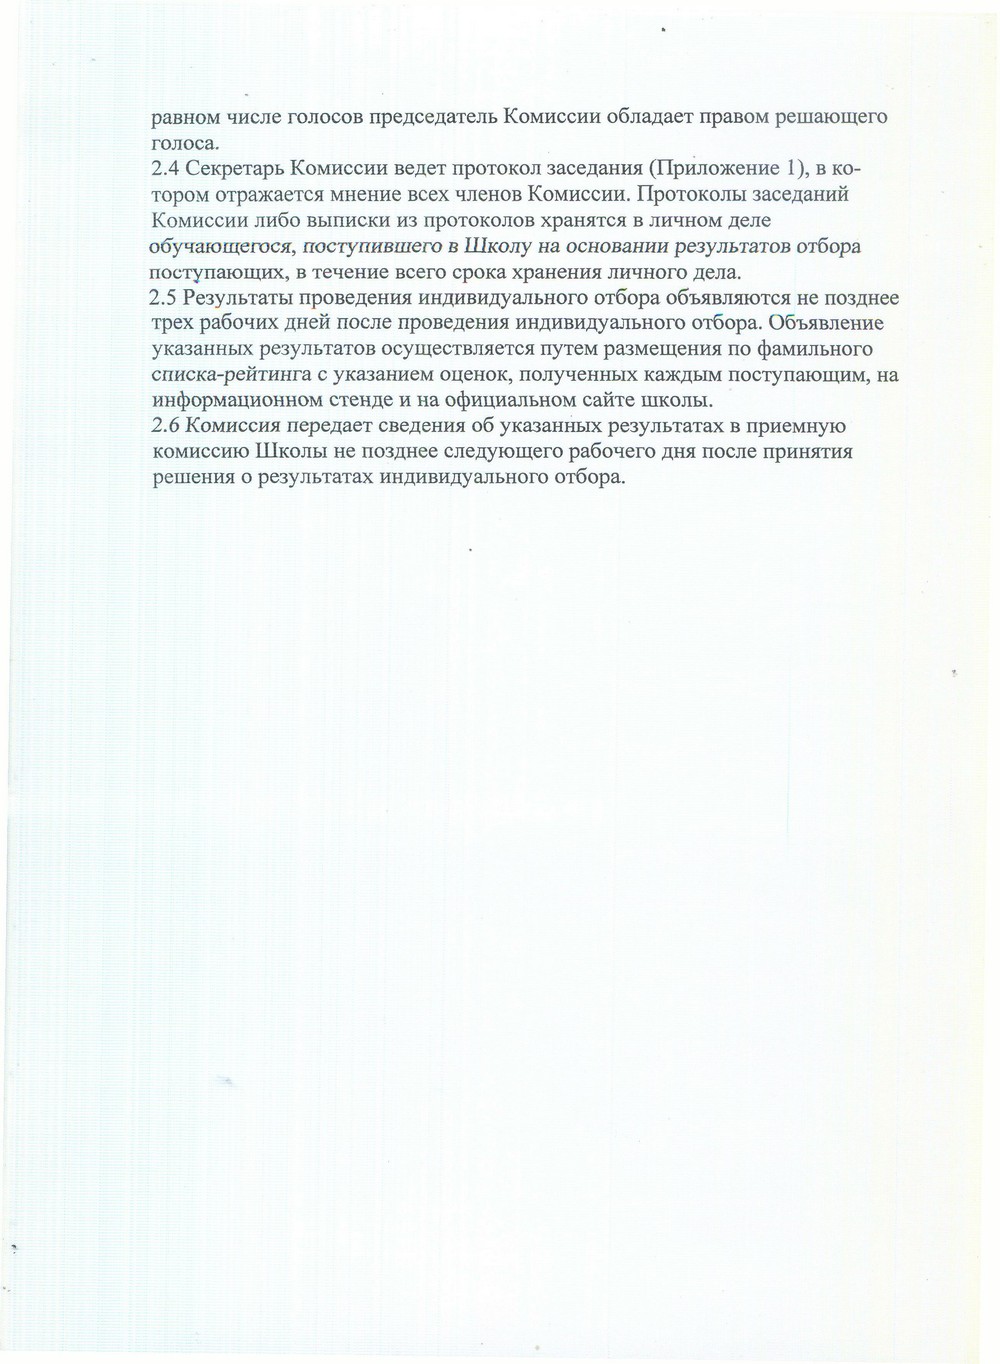 равном числе голосов председатель Комиссии обладает правом решающего
голоса.
2.4 Секретарь Комиссии ведет протокол заседания (Приложение 1), в ко-
тором отражается мнение всех членов Комиссии. Протоколы заседаний
Комиссии либо выписки из протоколов хранятся в личном деле
обучающегося, поступившего в Школу на основании результатов отбора
поступающих, в течение всего срока хранения личного дела.
2.5 Результаты проведения индивидуального отбора объявляются не позднее
трех рабочих дней после проведения индивидуального отбора. Объявление
указанных результатов осуществляется путем размещения по фамильного
списка-рейтинга с указанием оценок, полученных каждым поступающим, на
информационном стенде и на официальном сайте школы.
2.6 Комиссия передает сведения об указанных результатах в приемную
комиссию Школы не позднее следующего рабочего дня после принятия
решения о результатах индивидуального отбора.